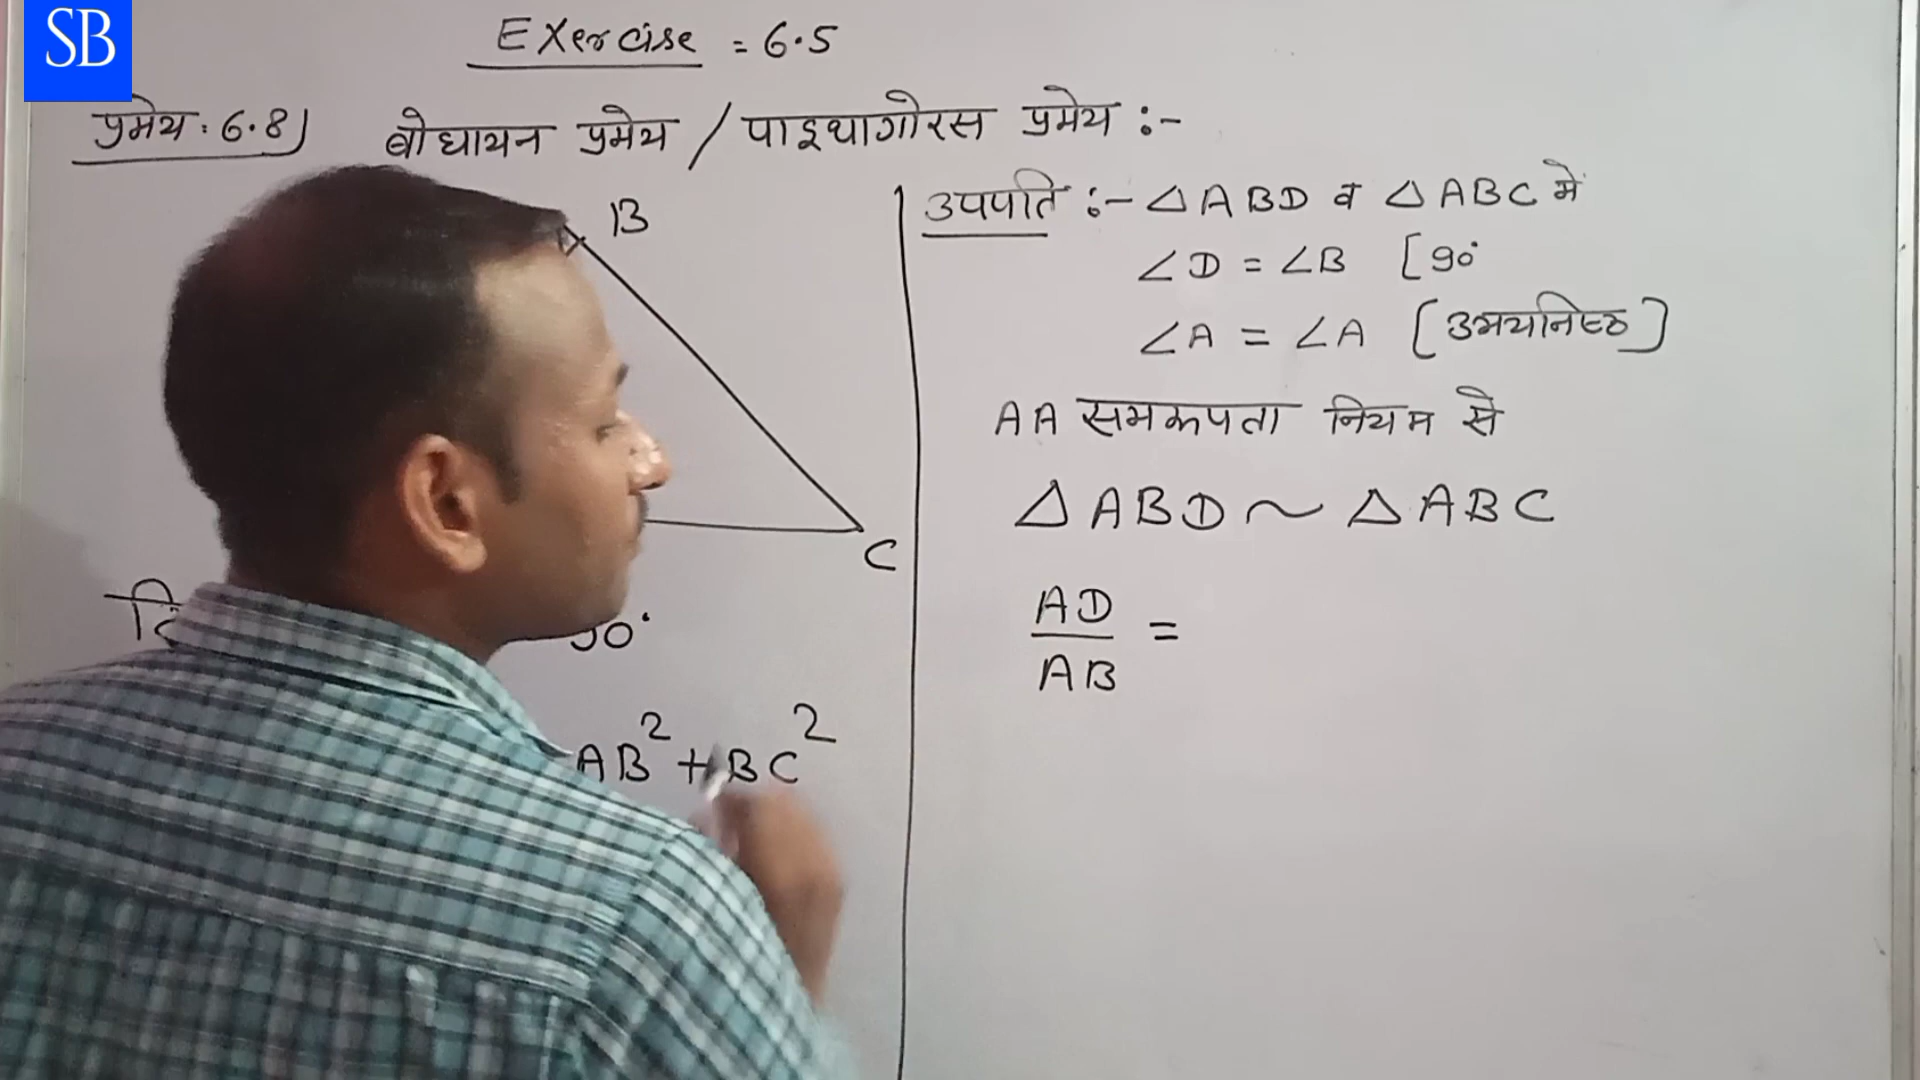 SB
Exercise = 6.5
प्रमेय : 6.8) बोधायन प्रमेय / पाइथागोरस प्रमेय :-
B
C
90°
AB² + BC²
उपपति :- △ABD व △ABC में
∠D = ∠B [90°
∠A = ∠A [उभयनिष्ठ]
AA समरूपता नियम से
△ABD ~ △ABC
AD/AB =